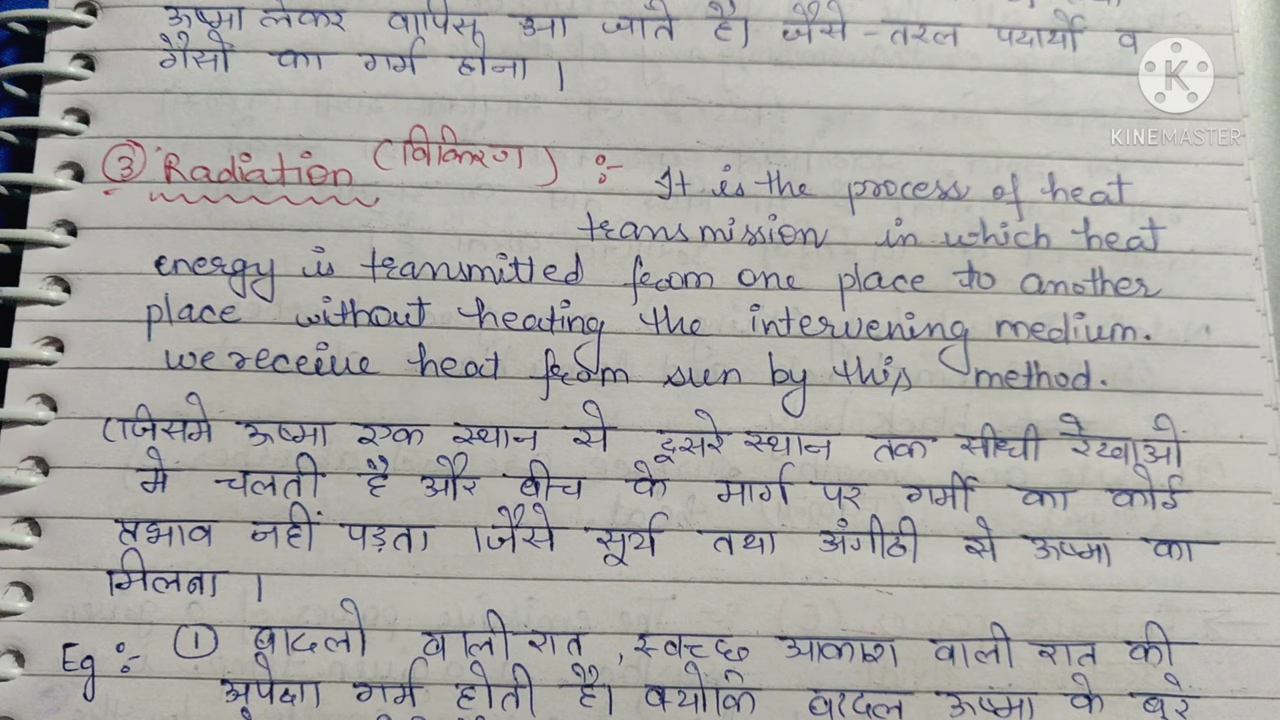 ऊष्मा लेकर वापिस आ जाते है। जैसे - तरल पदार्थो व
गैसो का गर्म होना।
K
KINEMASTER
③ Radiation (विकिरण) :- It is the process of heat
transmission in which heat
energy is transmitted from one place to another
place without heating the intervening medium.
we receive heat from sun by this method.
(जिसमे ऊष्मा एक स्थान से दूसरे स्थान तक सीधी रेखाओ
में चलती है और बीच के मार्ग पर गर्मी का कोई
प्रभाव नहीं पड़ता। जैसे सूर्य तथा अंगीठी से ऊष्मा का
मिलना।
Eg :- ① बादलो वाली रात , स्वच्छ आकाश वाली रात की
अपेक्षा गर्म होती है। क्योकि बादल ऊष्मा के बुरे